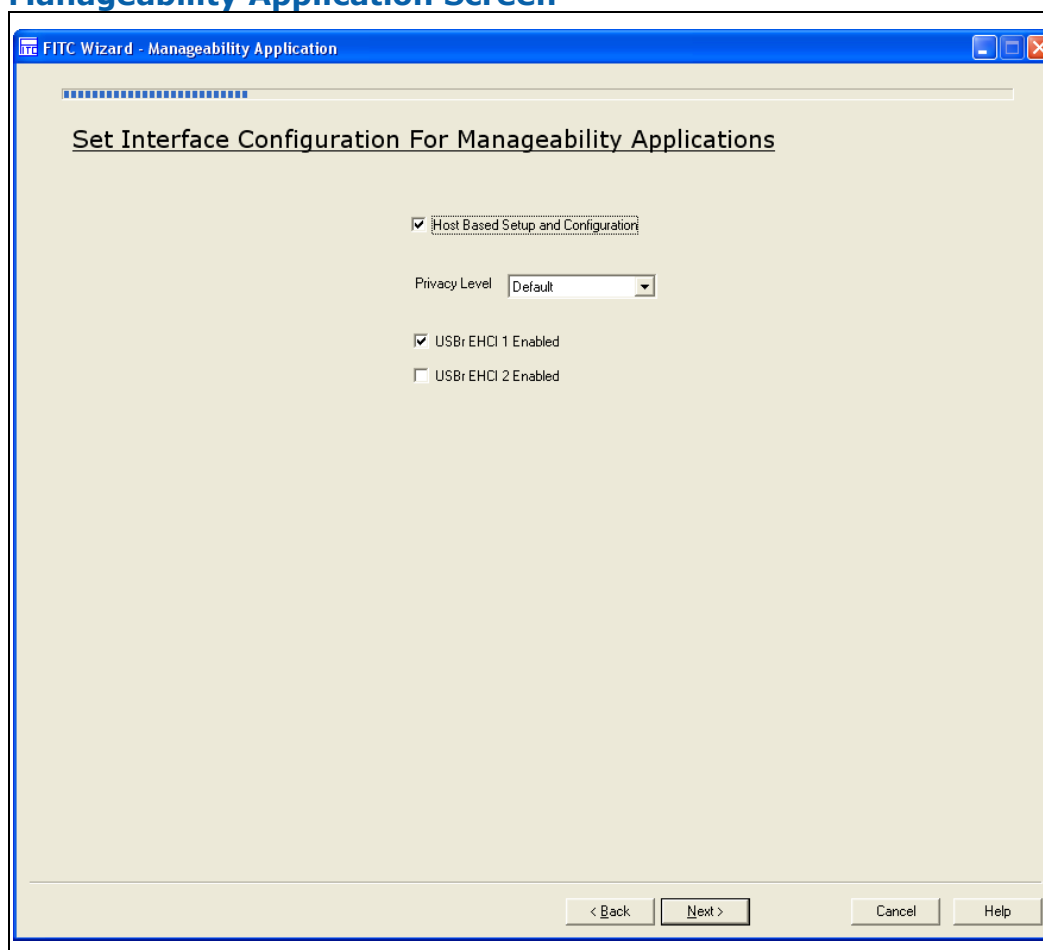 Manageability Application Screen
FITC Wizard - Manageability Application
Set Interface Configuration For Manageability Applications
Host Based Setup and Configuration
Privacy Level Default
USBr EHCI 1 Enabled
USBr EHCI 2 Enabled
< Back Next > Cancel Help